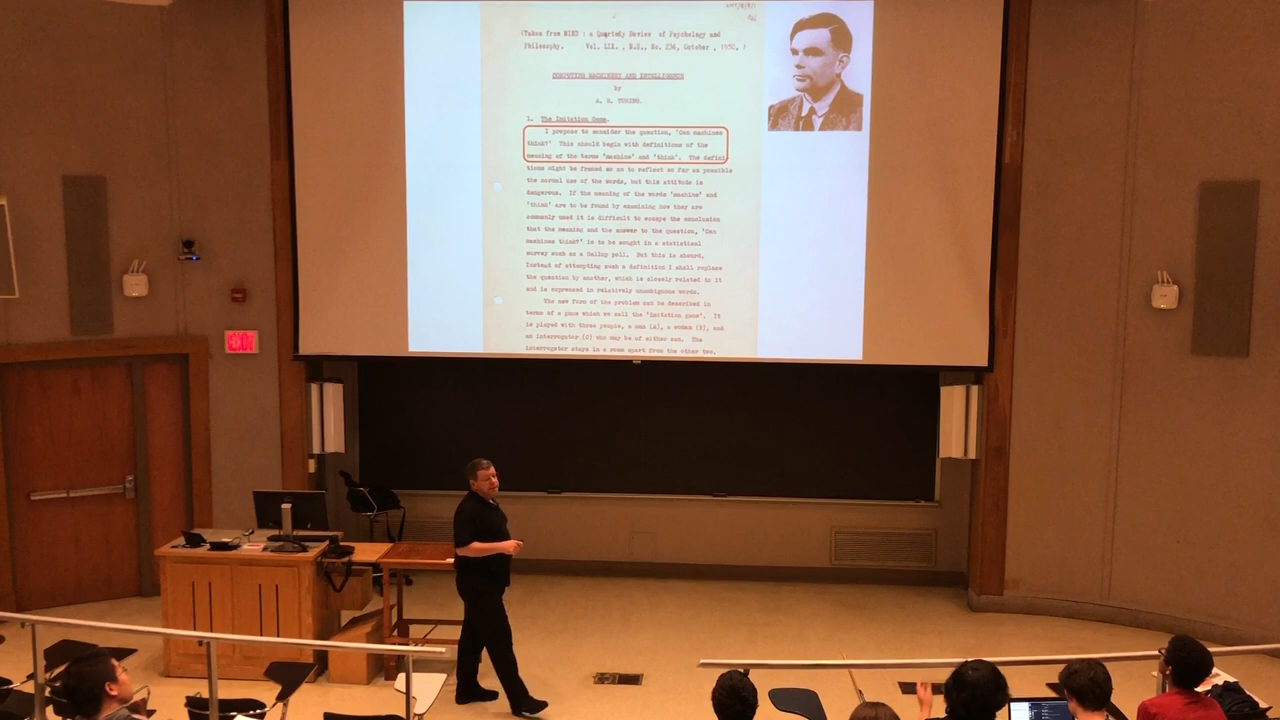 (Taken from MIND : a Quarterly Review of Psychology and
Philosophy. Vol. LIX. , N.S., No. 236, October , 1950. )
COMPUTING MACHINERY AND INTELLIGENCE
by
A. M. TURING.
1. The Imitation Game.
I propose to consider the question, 'Can machines
think?' This should begin with definitions of the
meaning of the terms 'machine' and 'think'. The defini-
tions might be framed so as to reflect so far as possible
the normal use of the words, but this attitude is
dangerous. If the meaning of the words 'machine' and
'think' are to be found by examining how they are
commonly used it is difficult to escape the conclusion
that the meaning and the answer to the question, 'Can
machines think?' is to be sought in a statistical
survey such as a Gallup poll. But this is absurd.
Instead of attempting such a definition I shall replace
the question by another, which is closely related to it
and is expressed in relatively unambiguous words.
The new form of the problem can be described in
terms of a game which we call the 'imitation game'. It
is played with three people, a man (A), a woman (B), and
an interrogator (C) who may be of either sex. The
interrogator stays in a room apart from the other two.
EXIT